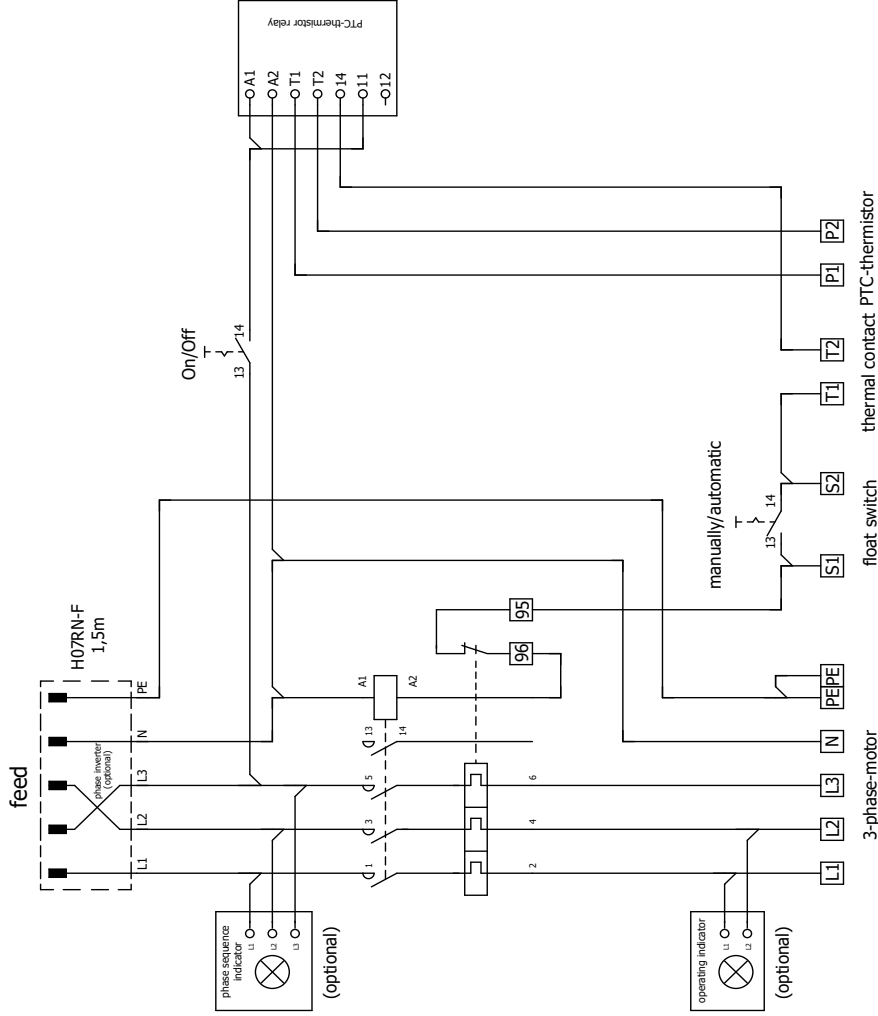 PTC-thermistor relay
A1
A2
T1
T2
14
11
12
On/Off
13
14
feed
H07RN-F
1,5m
phase inverter
(optional)
L1
L2
L3
N
PE
phase sequence
indicator
L1
L2
L3
(optional)
1
3
5
13
14
A1
A2
2
4
6
96
95
manually/automatic
13
14
operating indicator
L1
L2
(optional)
L1
L2
L3
N
PE
PE
S1
S2
T1
T2
P1
P2
3-phase-motor
float switch
thermal contact
PTC-thermistor